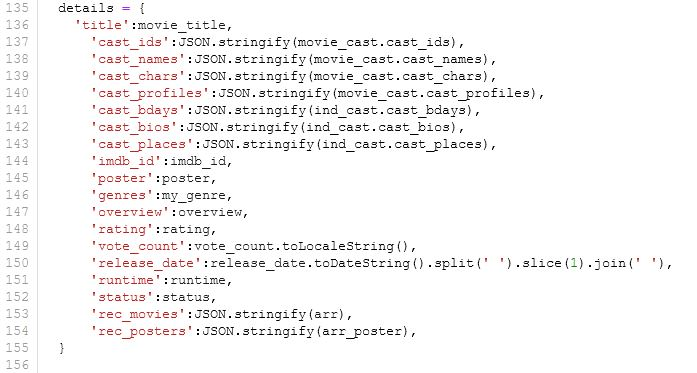 135 details = {
136 'title':movie_title,
137 'cast_ids':JSON.stringify(movie_cast.cast_ids),
138 'cast_names':JSON.stringify(movie_cast.cast_names),
139 'cast_chars':JSON.stringify(movie_cast.cast_chars),
140 'cast_profiles':JSON.stringify(movie_cast.cast_profiles),
141 'cast_bdays':JSON.stringify(ind_cast.cast_bdays),
142 'cast_bios':JSON.stringify(ind_cast.cast_bios),
143 'cast_places':JSON.stringify(ind_cast.cast_places),
144 'imdb_id':imdb_id,
145 'poster':poster,
146 'genres':my_genre,
147 'overview':overview,
148 'rating':rating,
149 'vote_count':vote_count.toLocaleString(),
150 'release_date':release_date.toDateString().split(' ').slice(1).join(' '),
151 'runtime':runtime,
152 'status':status,
153 'rec_movies':JSON.stringify(arr),
154 'rec_posters':JSON.stringify(arr_poster),
155 }
156